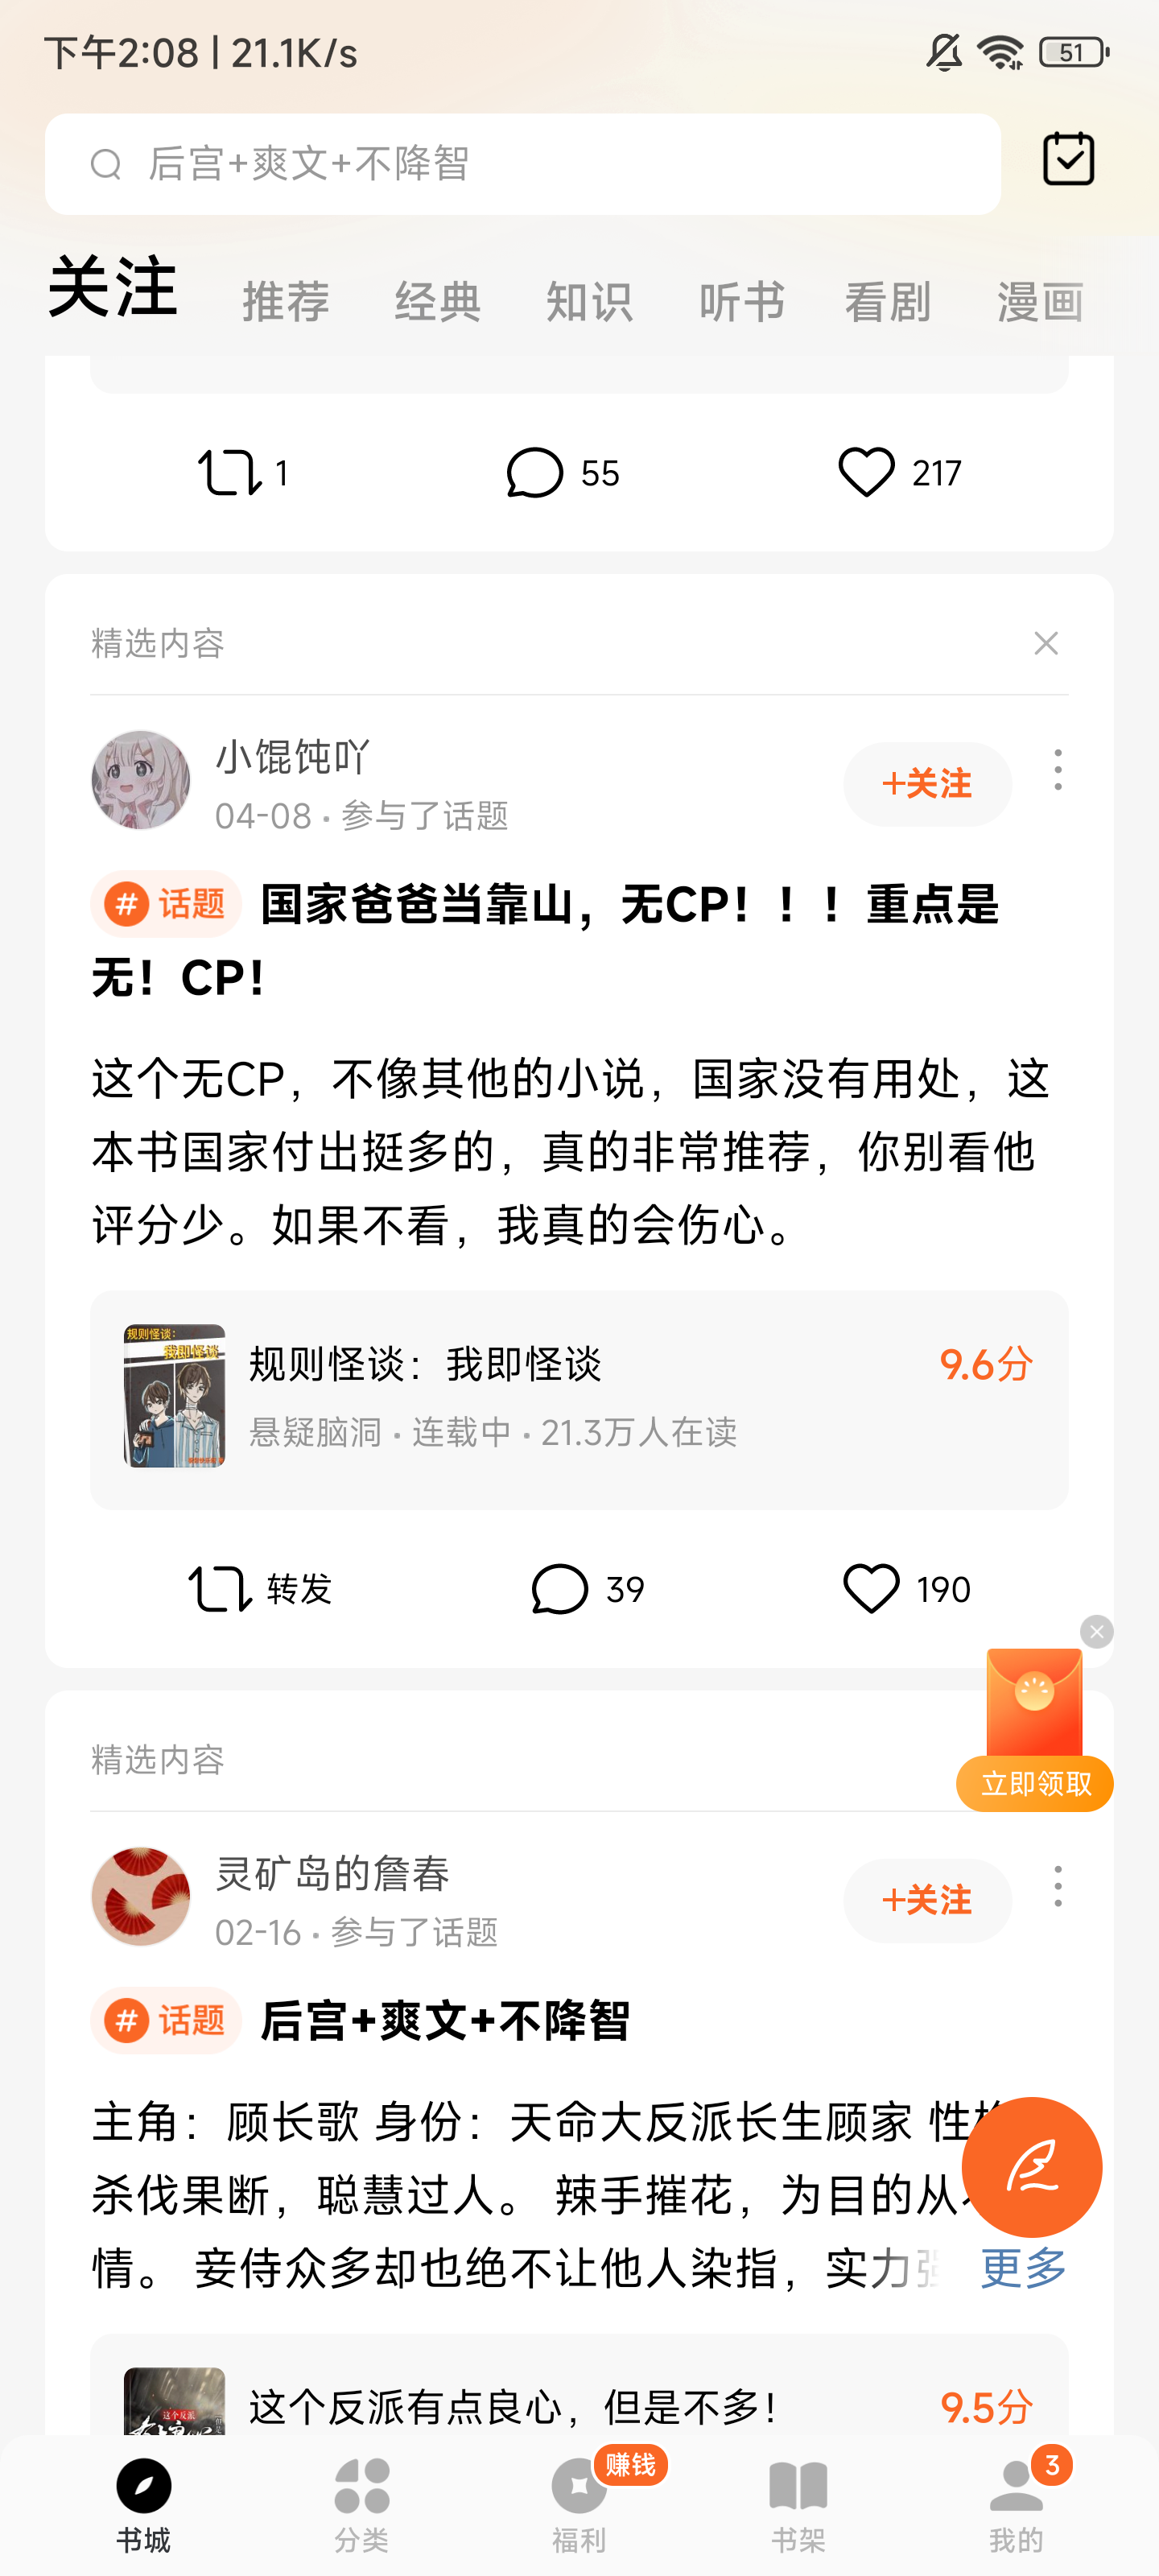 下午2:08 | 21.1K/s
51
后宫+爽文+不降智
关注 推荐 经典 知识 听书 看剧 漫画
1 55 217
精选内容
小馄饨吖
04-08 · 参与了话题
+关注
# 话题 国家爸爸当靠山，无CP！！！重点是
无！CP！
这个无CP，不像其他的小说，国家没有用处，这
本书国家付出挺多的，真的非常推荐，你别看他
评分少。如果不看，我真的会伤心。
规则怪谈：
我即怪谈
规则怪谈：我即怪谈
9.6分
悬疑脑洞 · 连载中 · 21.3万人在读
转发 39 190
立即领取
精选内容
灵矿岛的詹春
02-16 · 参与了话题
+关注
# 话题 后宫+爽文+不降智
主角：顾长歌 身份：天命大反派长生顾家 性
杀伐果断，聪慧过人。 辣手摧花，为目的从
情。 妾侍众多却也绝不让他人染指，实力强 更多
这个反派
这个反派有点良心，但是不多！
9.5分
赚钱
3
书城 分类 福利 书架 我的